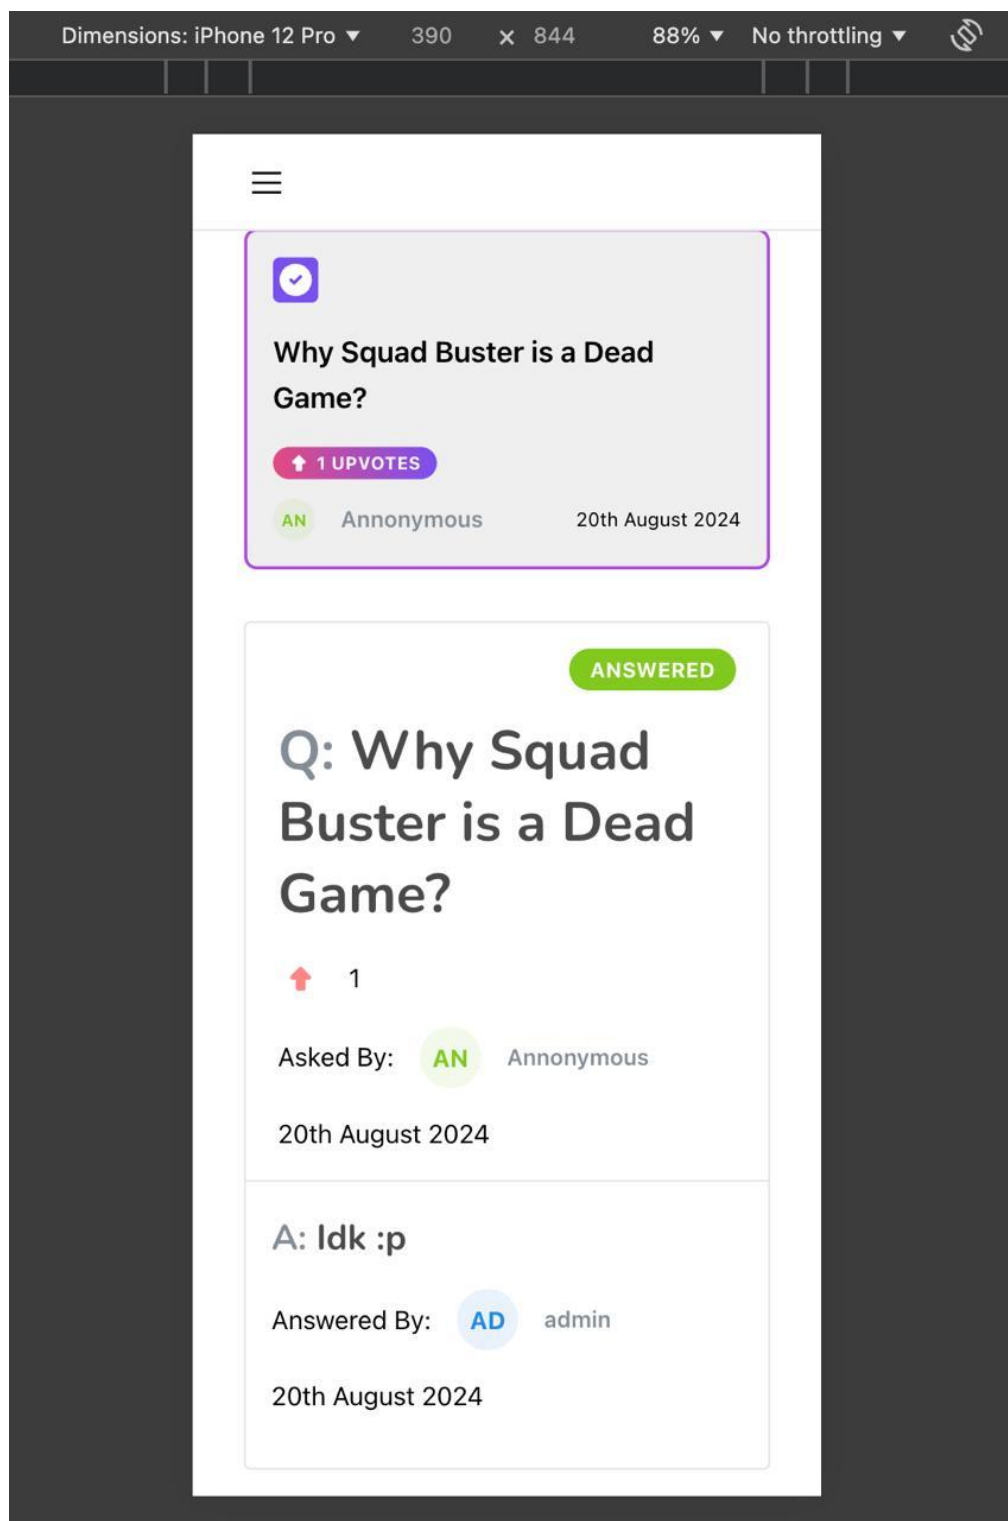 Dimensions: iPhone 12 Pro ▼ 390 × 844 88% ▼ No throttling ▼
Why Squad Buster is a Dead
Game?
1 UPVOTES
AN Annonymous 20th August 2024
ANSWERED
Q: Why Squad
Buster is a Dead
Game?
1
Asked By: AN Annonymous
20th August 2024
A: Idk :p
Answered By: AD admin
20th August 2024